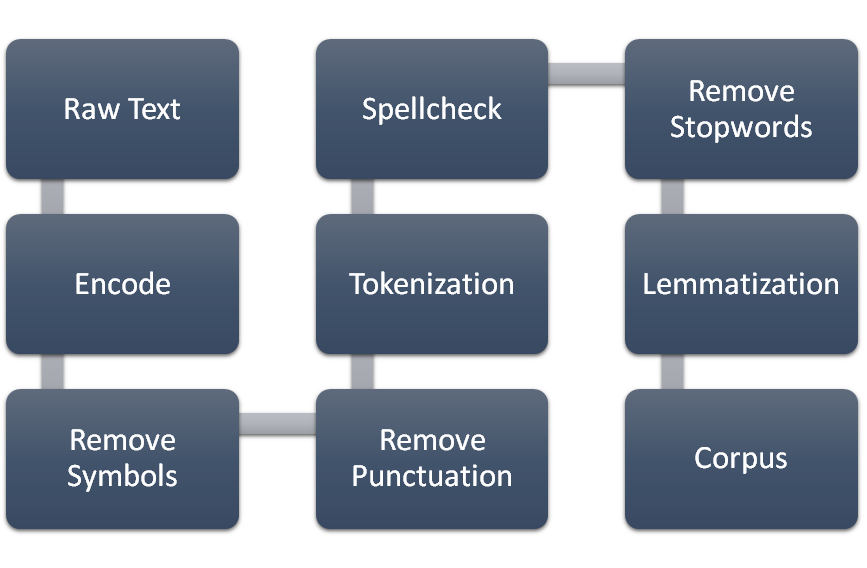 Raw Text
Encode
Remove
Symbols
Remove
Punctuation
Tokenization
Spellcheck
Remove
Stopwords
Lemmatization
Corpus